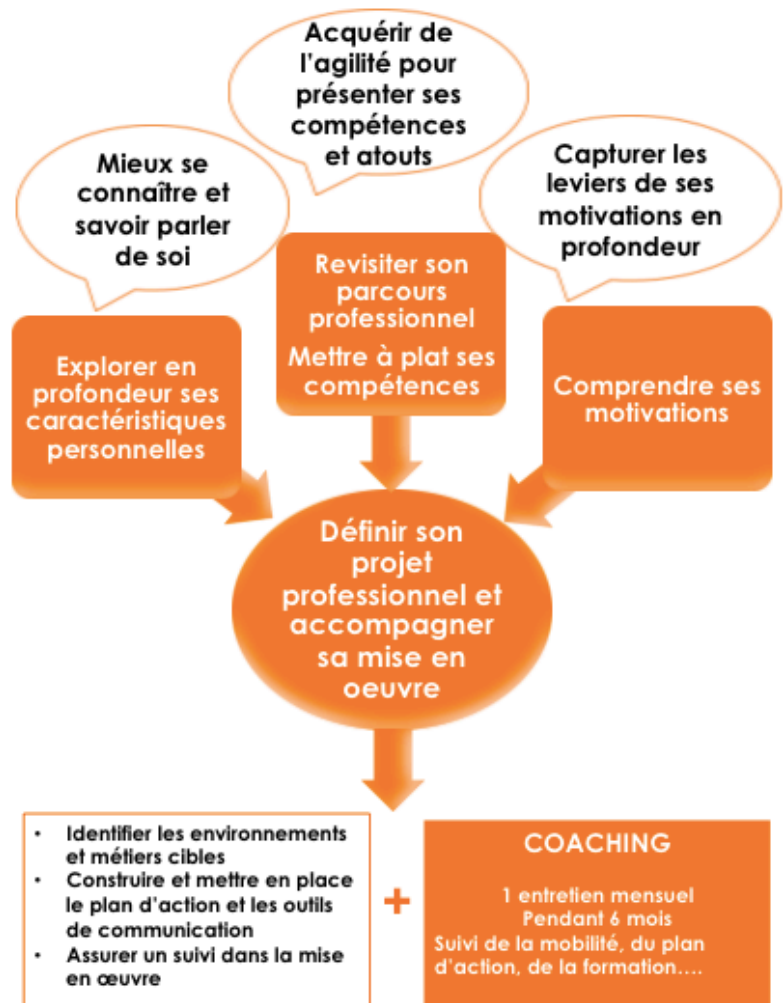 Acquérir de
l'agilité pour
présenter ses
compétences
et atouts
Mieux se
connaître et
savoir parler
de soi
Capturer les
leviers de ses
motivations en
profondeur
Explorer en
profondeur ses
caractéristiques
personnelles
Revisiter son
parcours
professionnel
Mettre à plat ses
compétences
Comprendre ses
motivations
Définir son
projet
professionnel et
accompagner
sa mise en
oeuvre
• Identifier les environnements
et métiers cibles
• Construire et mettre en place
le plan d'action et les outils
de communication
• Assurer un suivi dans la mise
en œuvre
+
COACHING
1 entretien mensuel
Pendant 6 mois
Suivi de la mobilité, du plan
d'action, de la formation....